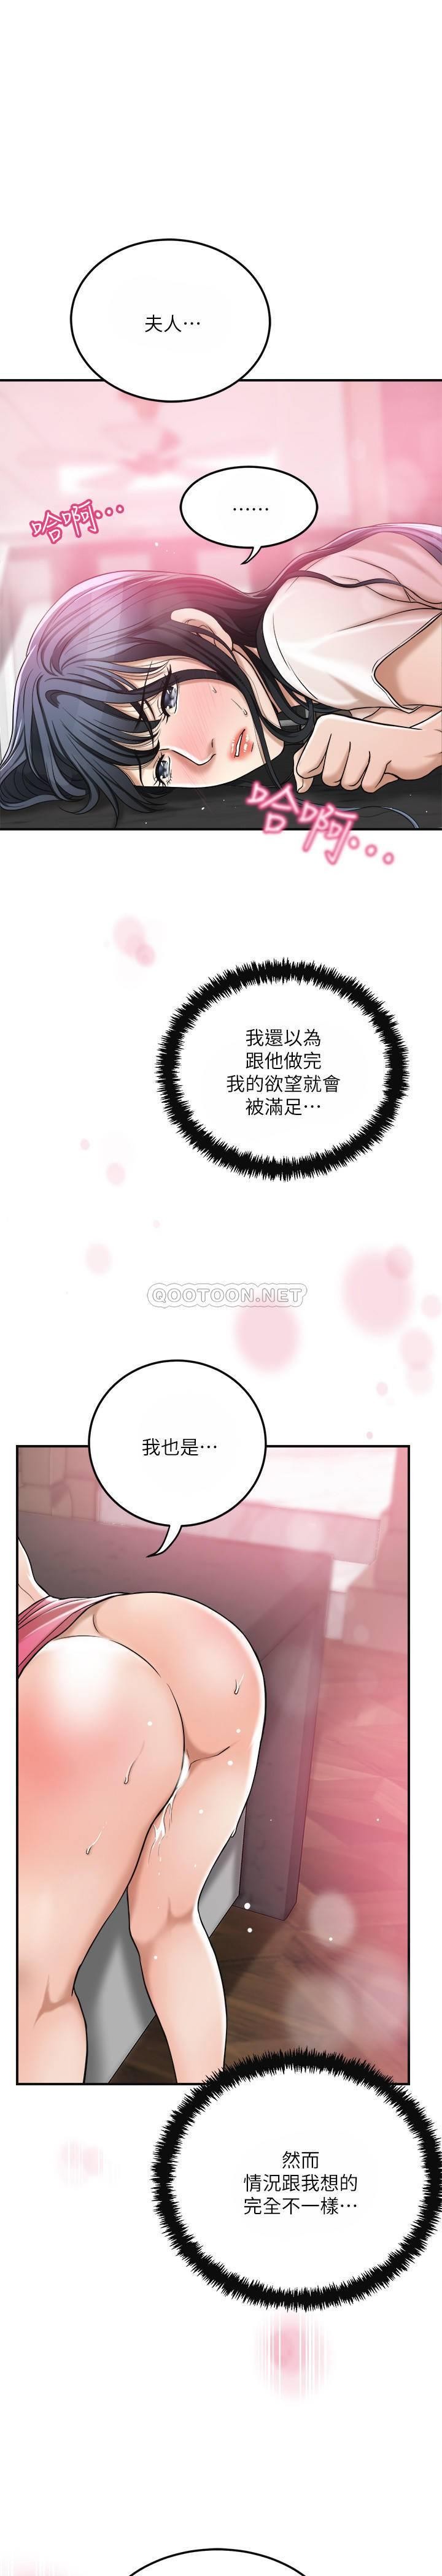 夫人…
……
哈啊…
哈啊…
我還以為
跟他做完
我的欲望就會
被滿足…
QOOTOON.NET
我也是…
然而
情況跟我想的
完全不一樣…